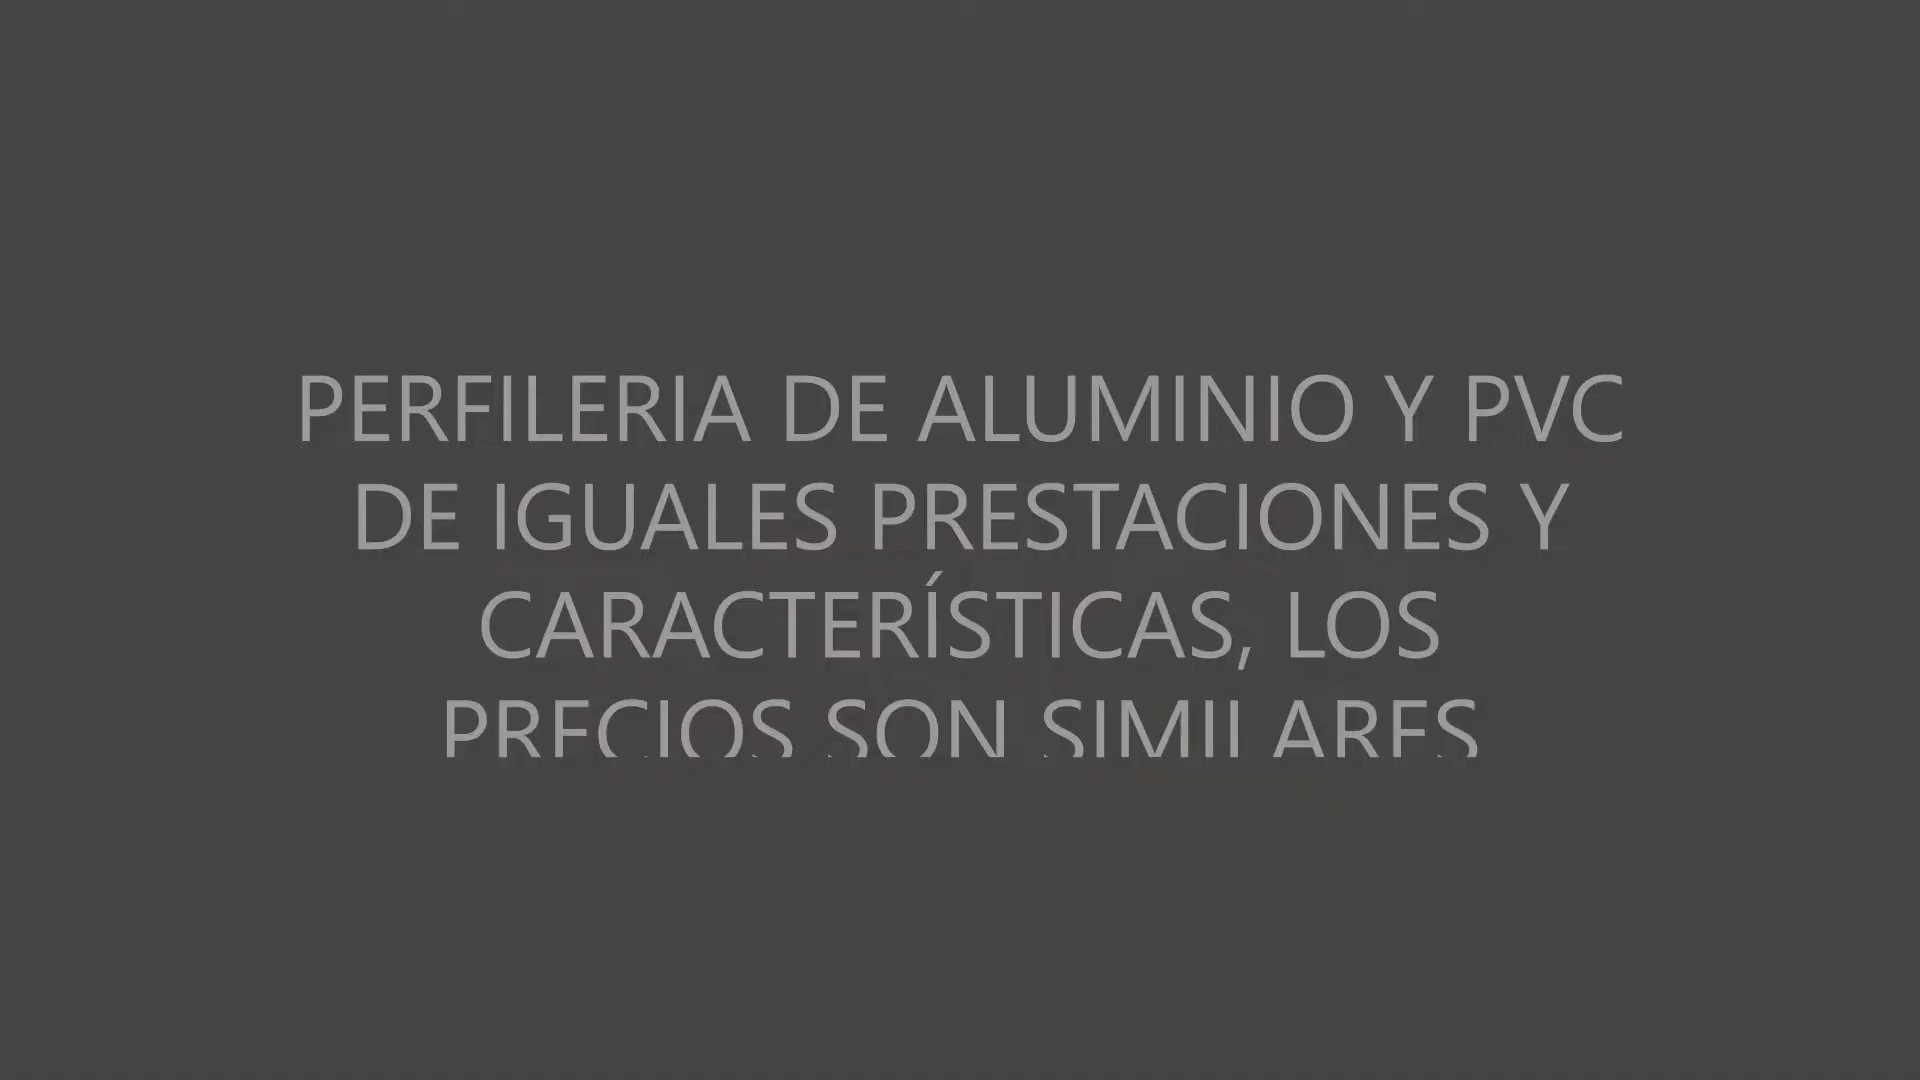 PERFILERIA DE ALUMINIO Y PVC
DE IGUALES PRESTACIONES Y
CARACTERÍSTICAS, LOS
PRECIOS SON SIMILARES